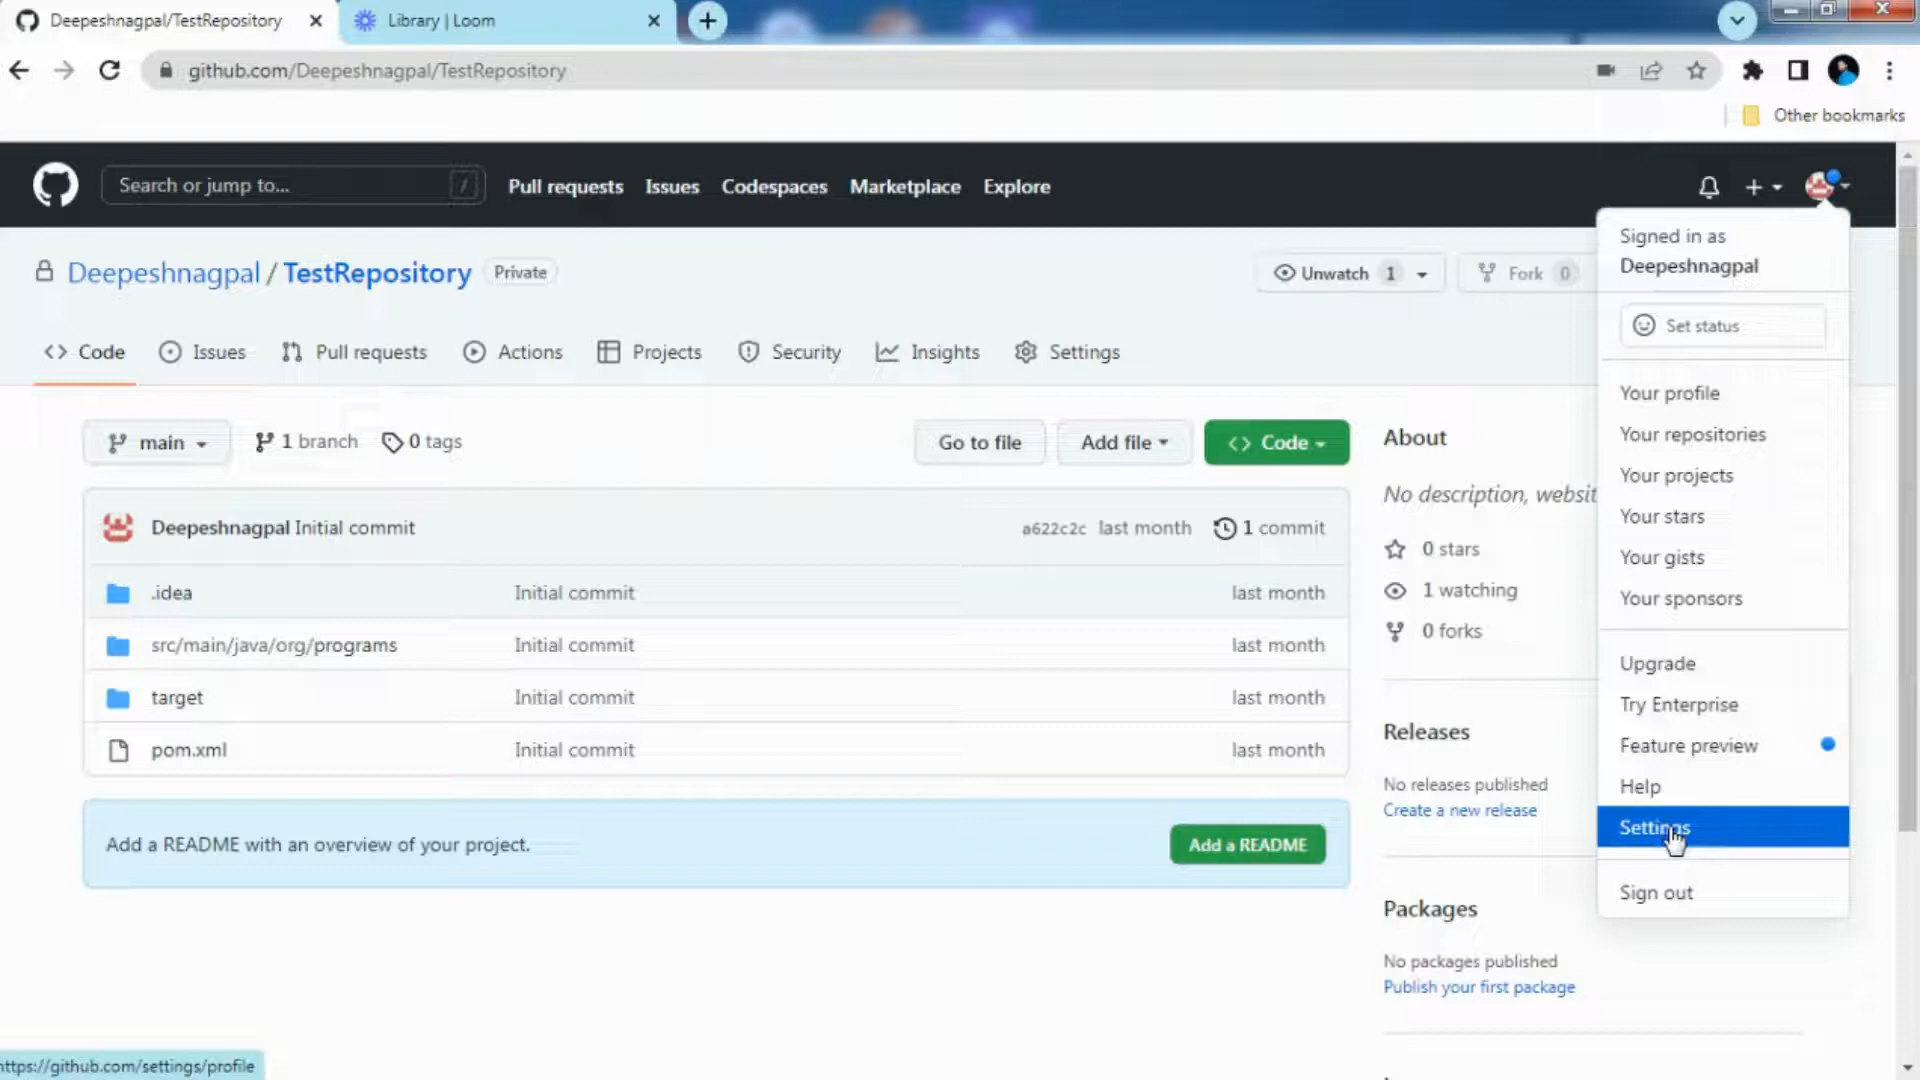 Deepeshnagpal/TestRepository
Library | Loom
github.com/Deepeshnagpal/TestRepository
Other bookmarks
Search or jump to... /
Pull requests Issues Codespaces Marketplace Explore
Deepeshnagpal / TestRepository Private
Unwatch 1
Fork 0
Code Issues Pull requests Actions Projects Security Insights Settings
main 1 branch 0 tags
Go to file Add file Code
Deepeshnagpal Initial commit a622c2c last month 1 commit
.idea Initial commit last month
src/main/java/org/programs Initial commit last month
target Initial commit last month
pom.xml Initial commit last month
Add a README with an overview of your project. Add a README
About
No description, websit
0 stars
1 watching
0 forks
Releases
No releases published
Create a new release
Packages
No packages published
Publish your first package
Signed in as
Deepeshnagpal
Set status
Your profile
Your repositories
Your projects
Your stars
Your gists
Your sponsors
Upgrade
Try Enterprise
Feature preview
Help
Settings
Sign out
https://github.com/settings/profile